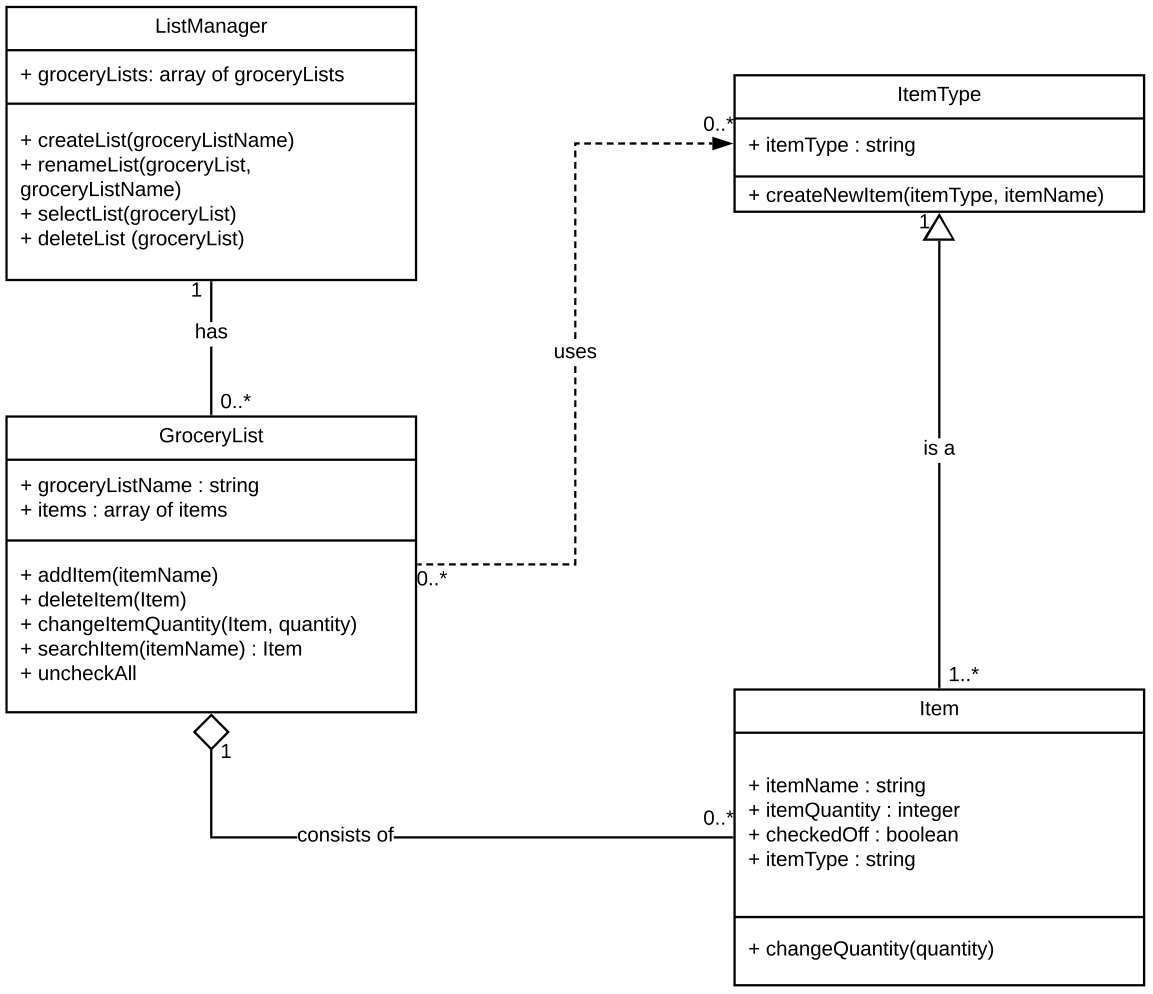 ListManager
+ groceryLists: array of groceryLists
+ createList(groceryListName)
+ renameList(groceryList,
groceryListName)
+ selectList(groceryList)
+ deleteList (groceryList)
1
has
0..*
GroceryList
+ groceryListName : string
+ items : array of items
+ addItem(itemName)
+ deleteItem(Item)
+ changeItemQuantity(Item, quantity)
+ searchItem(itemName) : Item
+ uncheckAll
1
consists of
0..*
0..*
uses
0..*
ItemType
+ itemType : string
+ createNewItem(itemType, itemName)
1
is a
1..*
Item
+ itemName : string
+ itemQuantity : integer
+ checkedOff : boolean
+ itemType : string
+ changeQuantity(quantity)